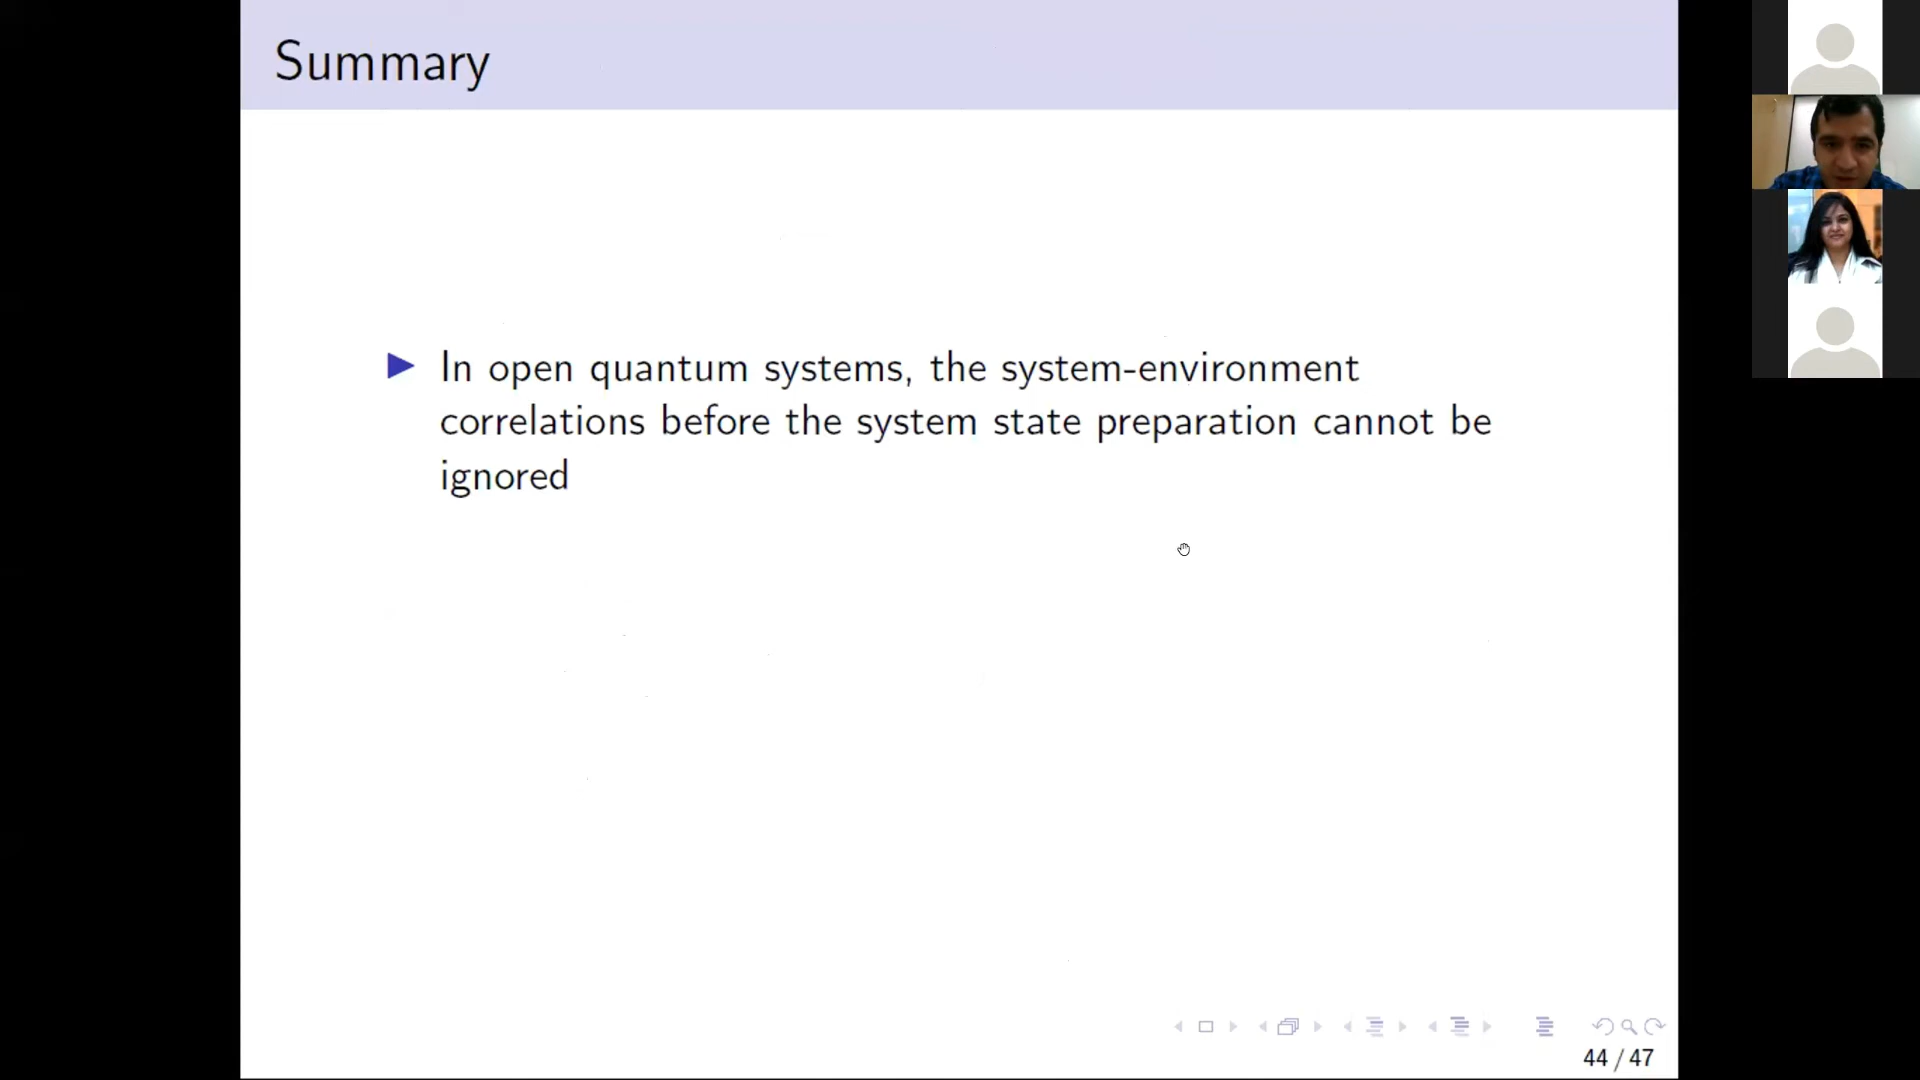 Summary
In open quantum systems, the system-environment
correlations before the system state preparation cannot be
ignored
44 / 47